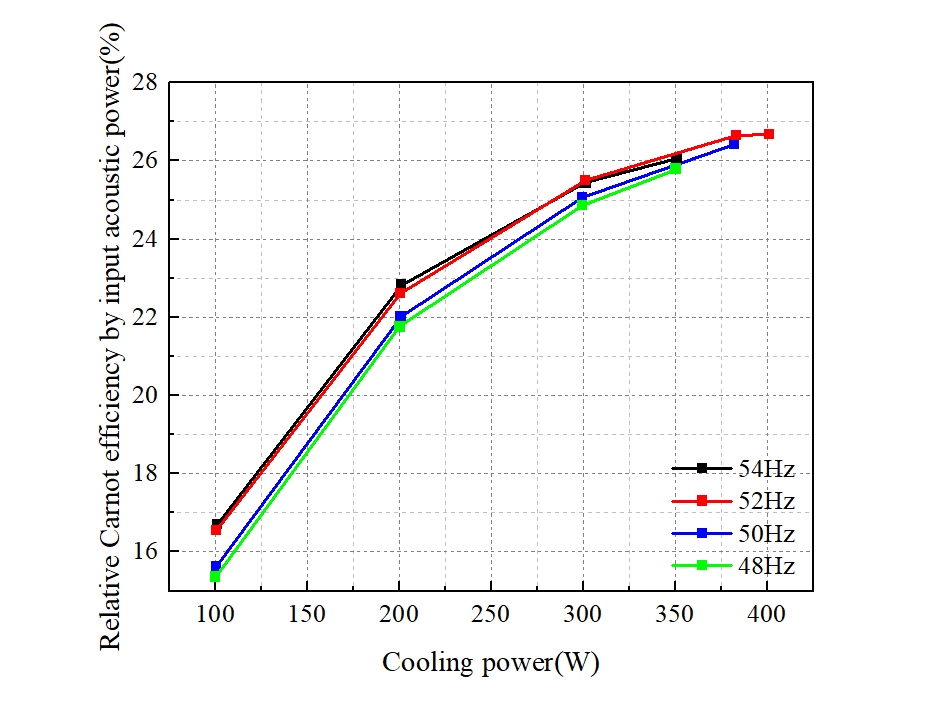 Relative Carnot efficiency by input acoustic power(%)
28
26
24
22
20
18
16
54Hz
52Hz
50Hz
48Hz
100 150 200 250 300 350 400
Cooling power(W)